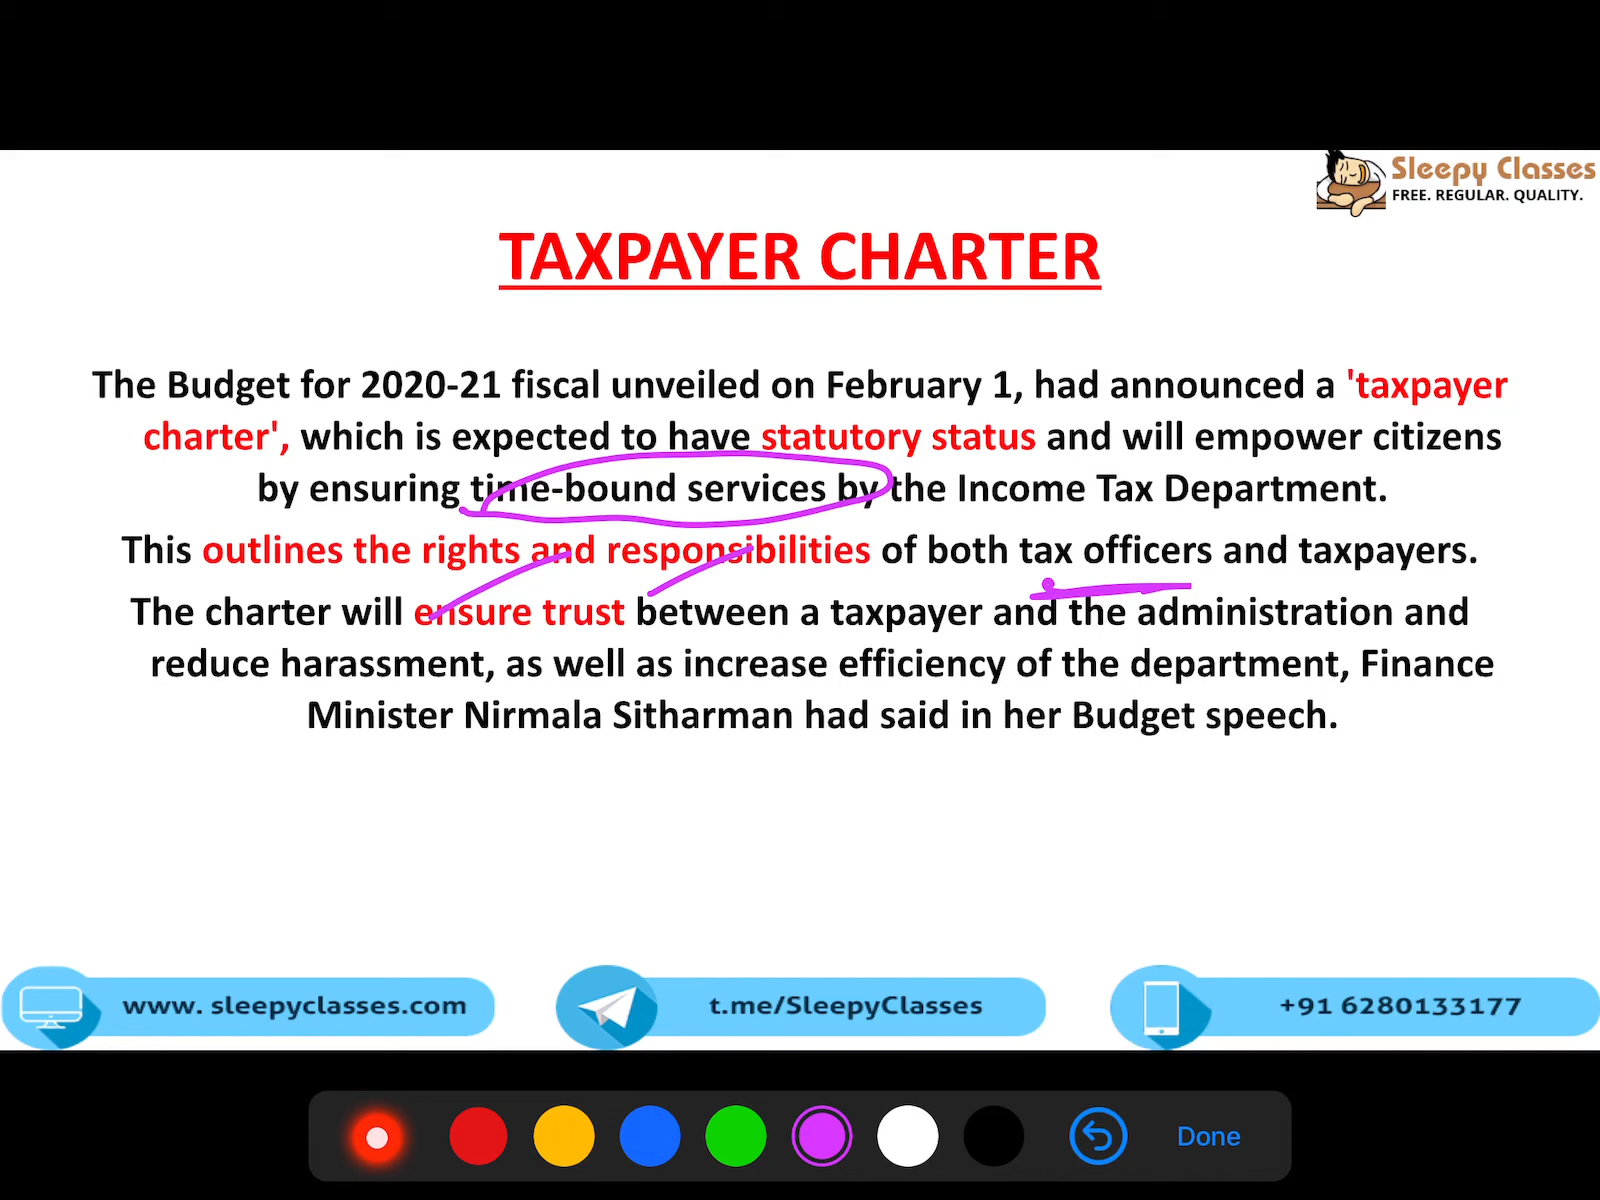 Sleepy Classes
FREE. REGULAR. QUALITY.
TAXPAYER CHARTER
The Budget for 2020-21 fiscal unveiled on February 1, had announced a 'taxpayer
charter', which is expected to have statutory status and will empower citizens
by ensuring time-bound services by the Income Tax Department.
This outlines the rights and responsibilities of both tax officers and taxpayers.
The charter will ensure trust between a taxpayer and the administration and
reduce harassment, as well as increase efficiency of the department, Finance
Minister Nirmala Sitharman had said in her Budget speech.
www. sleepyclasses.com
t.me/SleepyClasses
+91 6280133177
Done